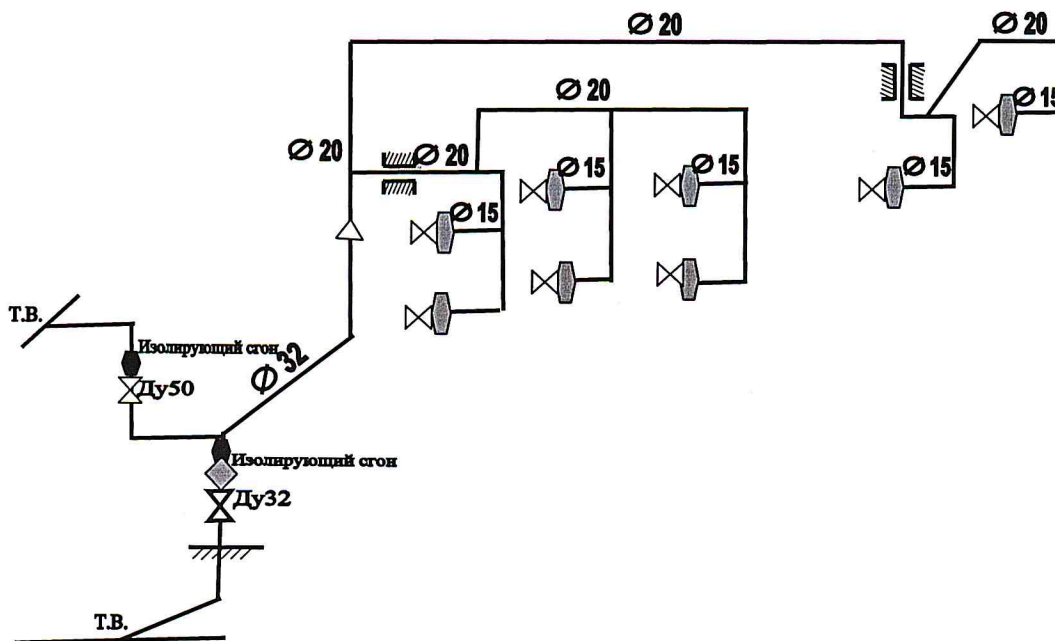 Ø 20
Ø 20
Ø 20
Ø 20
Ø 20
Ø 15
Ø 15
Ø 15
Ø 15
Ø 15
Т.В.
Изолирующий сгон
Ø 32
Ду50
Изолирующий сгон
Ду32
Т.В.